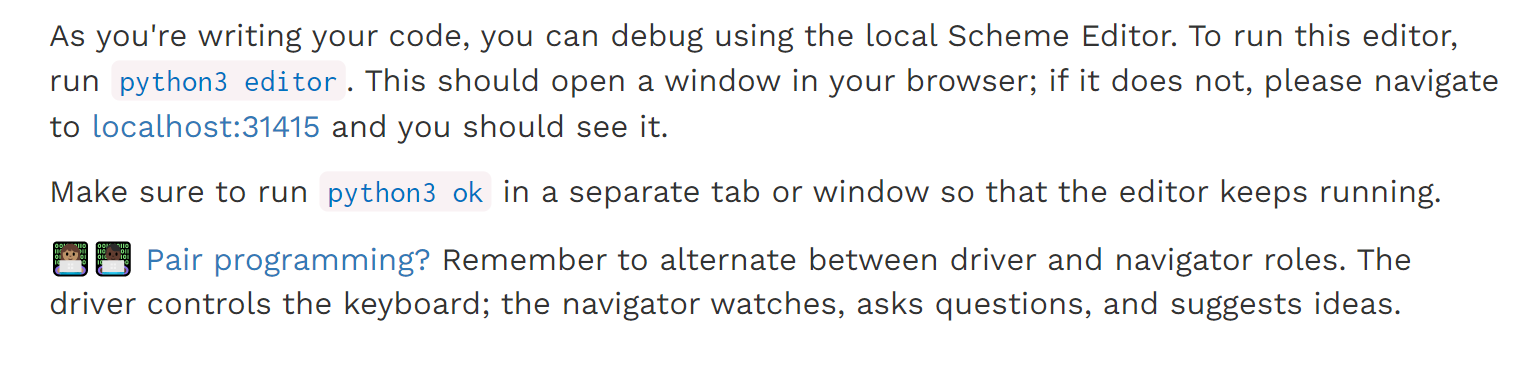 As you're writing your code, you can debug using the local Scheme Editor. To run this editor,
run python3 editor. This should open a window in your browser; if it does not, please navigate
to localhost:31415 and you should see it.
Make sure to run python3 ok in a separate tab or window so that the editor keeps running.
Pair programming? Remember to alternate between driver and navigator roles. The
driver controls the keyboard; the navigator watches, asks questions, and suggests ideas.